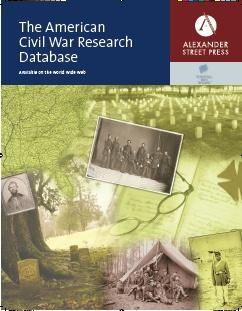 The American
Civil War Research
Database
Available on the World Wide Web
A
ALEXANDER
STREET PRESS